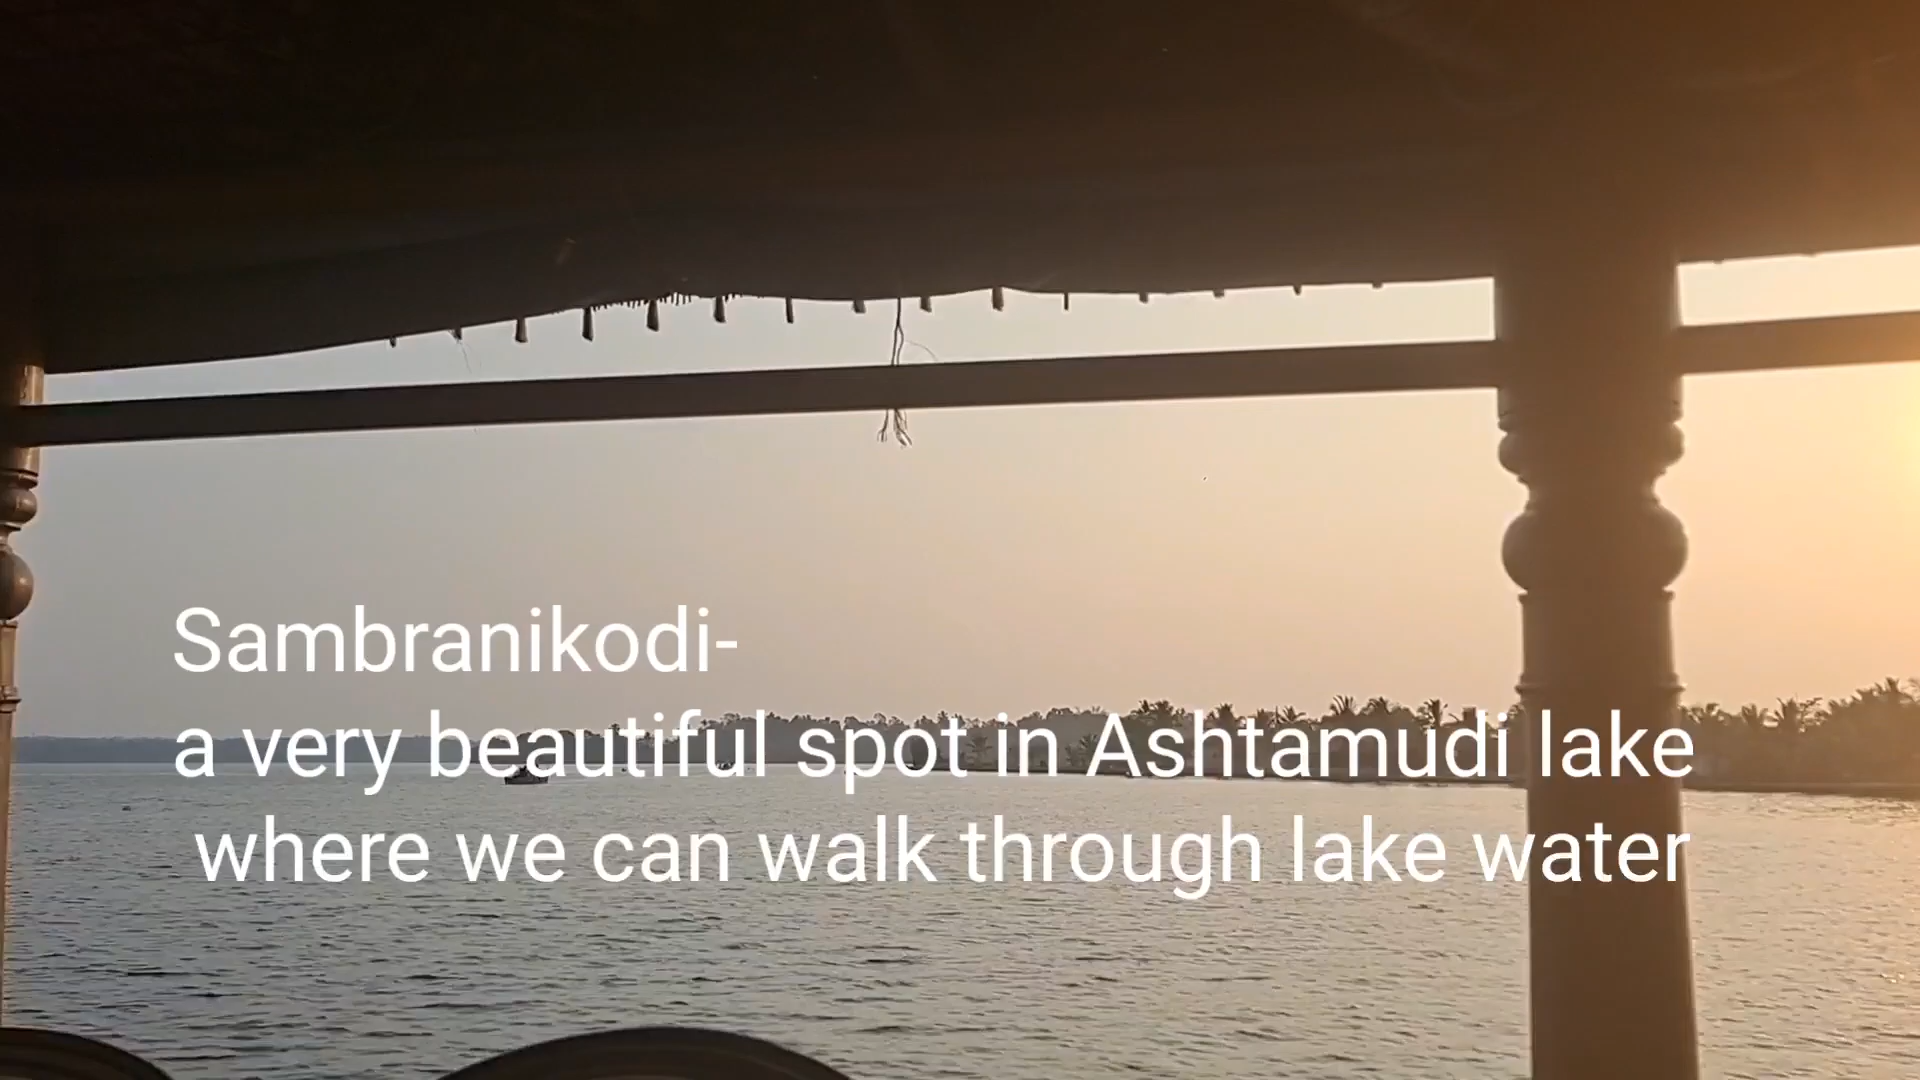 Sambranikodi-
a very beautiful spot in Ashtamudi lake
where we can walk through lake water